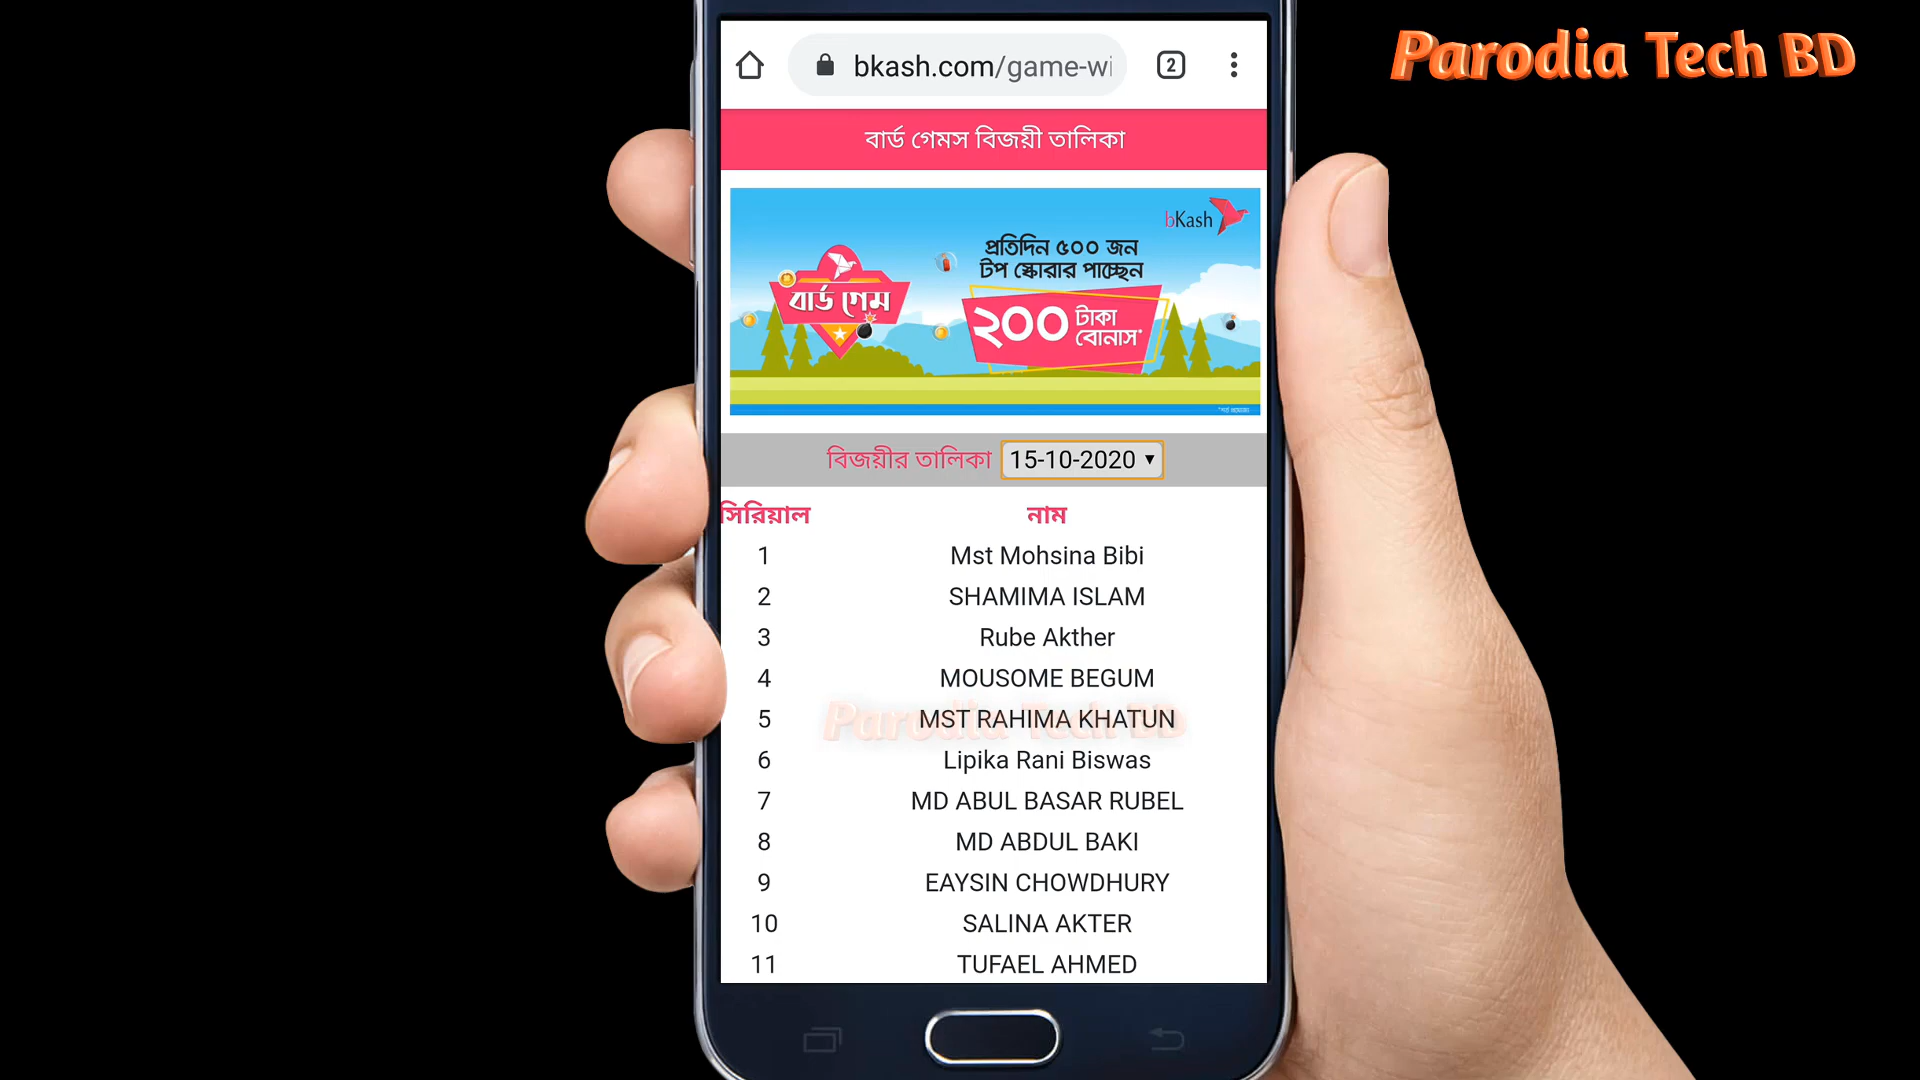 Parodia Tech BD
2
bkash.com/game-wi
বার্ড গেমস বিজয়ী তালিকা
bKash
প্রতিদিন ৫০০ জন
টপ স্কোরার পাচ্ছেন
বার্ড গেম
২০০ টাকা
বোনাস*
বিজয়ীর তালিকা 15-10-2020
সিরিয়াল নাম
1 Mst Mohsina Bibi
2 SHAMIMA ISLAM
3 Rube Akther
4 MOUSOME BEGUM
5 MST RAHIMA KHATUN
Parodia Tech BD
6 Lipika Rani Biswas
7 MD ABUL BASAR RUBEL
8 MD ABDUL BAKI
9 EAYSIN CHOWDHURY
10 SALINA AKTER
11 TUFAEL AHMED